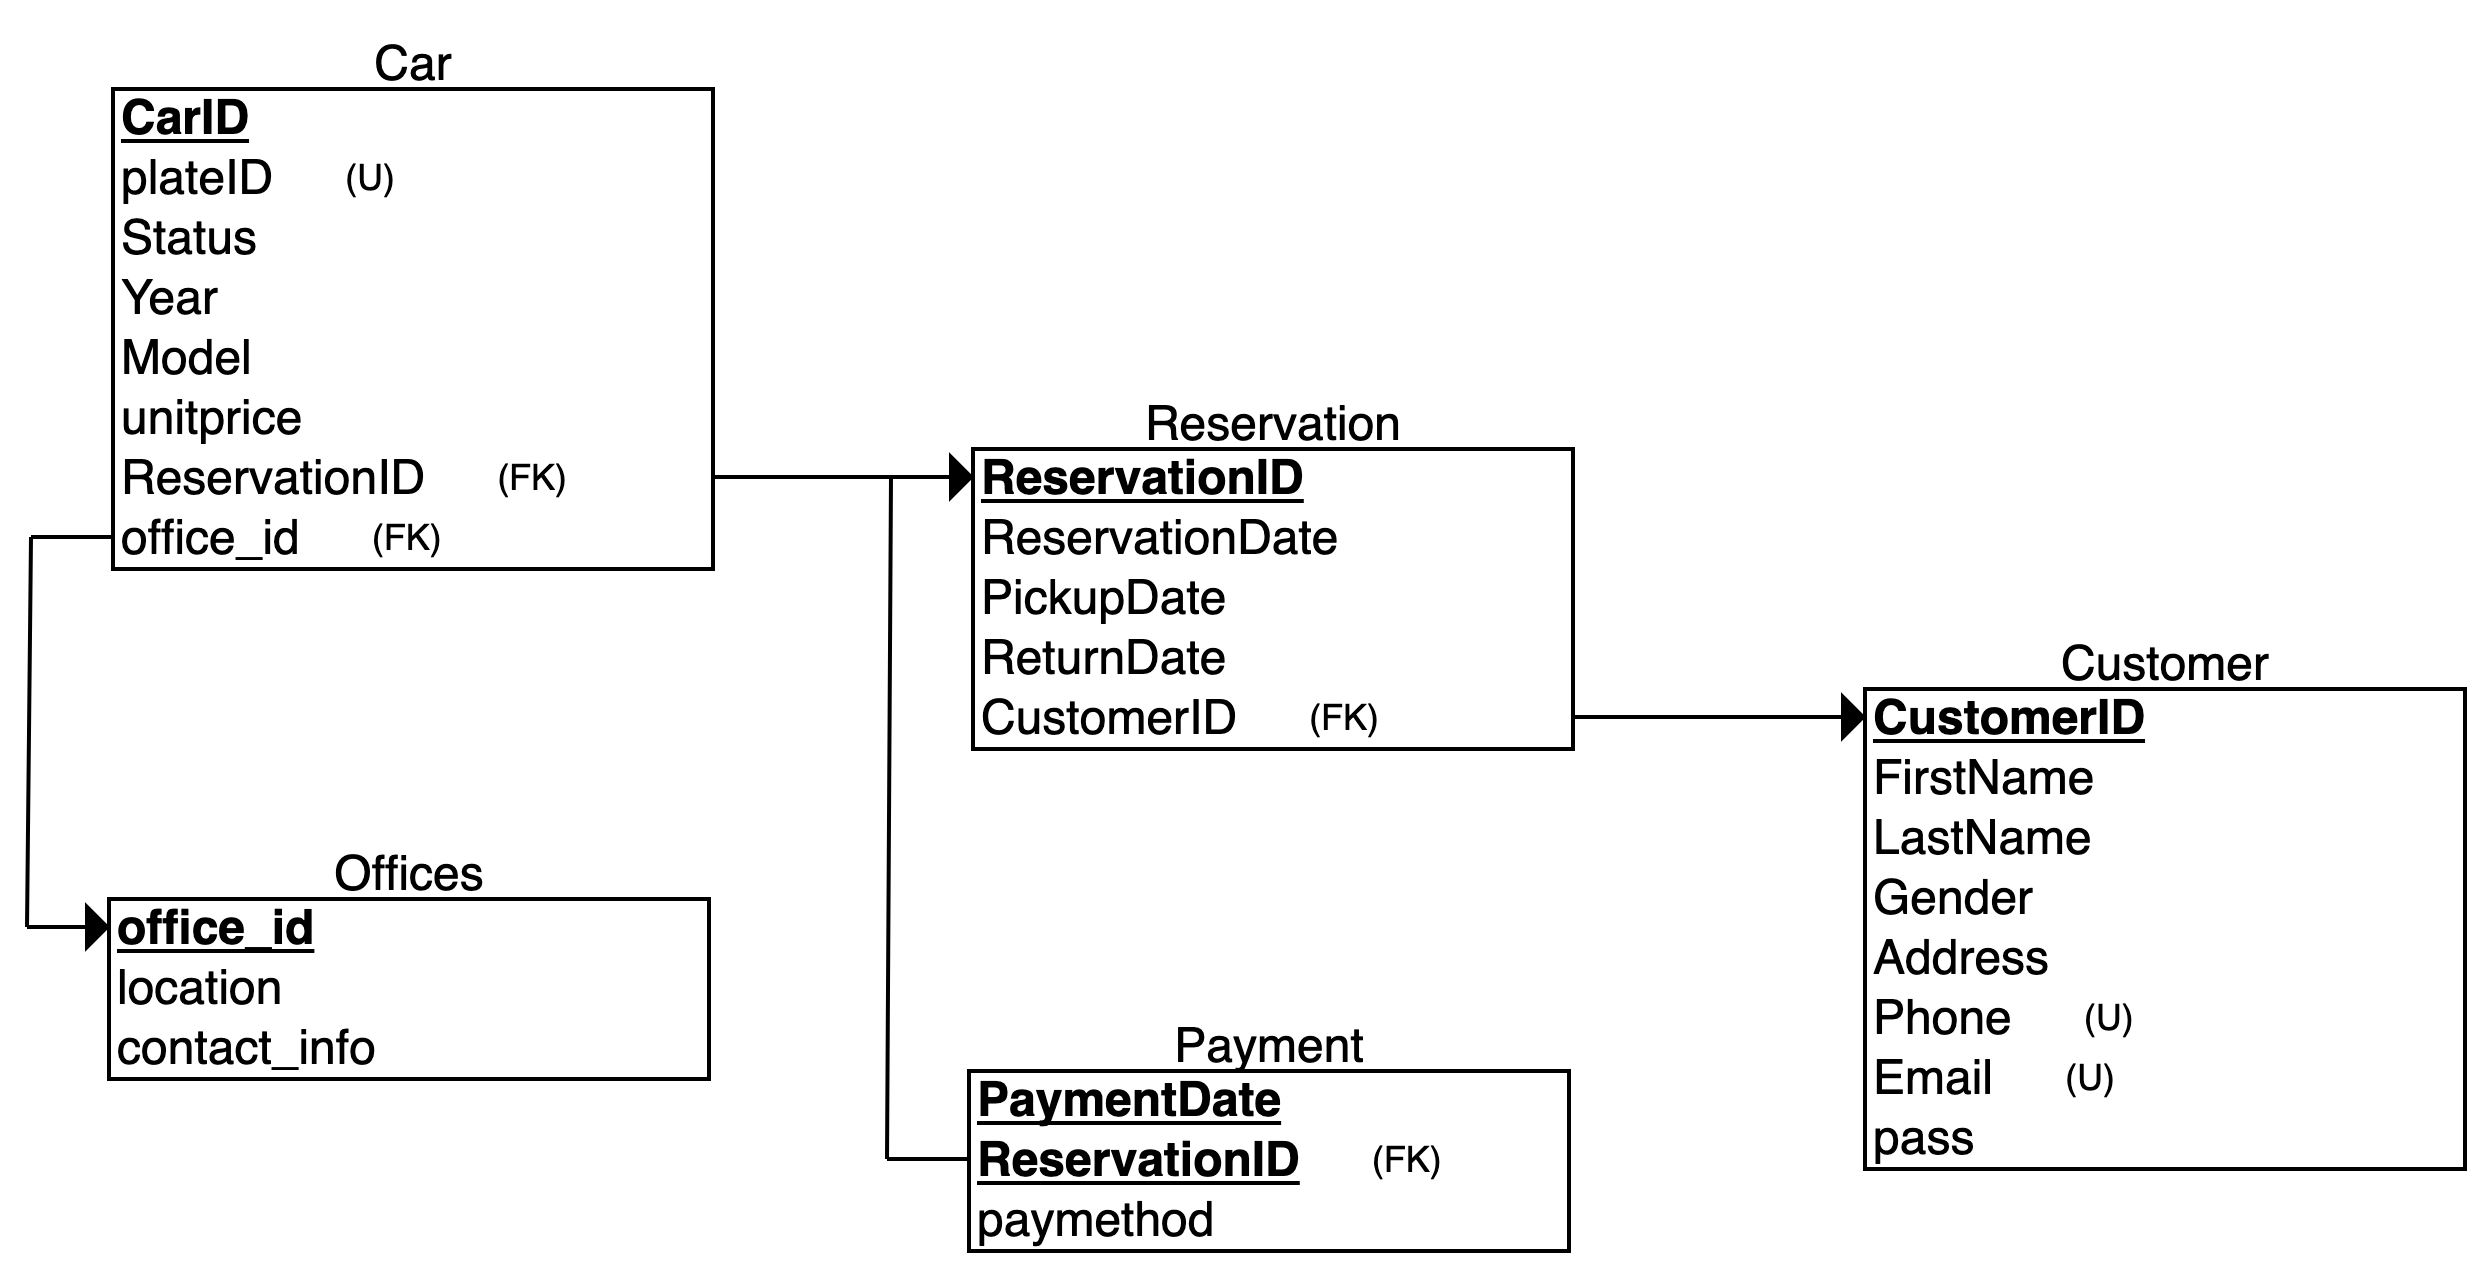 Car
CarID
plateID (U)
Status
Year
Model
unitprice
ReservationID (FK)
office_id (FK)
Reservation
ReservationID
ReservationDate
PickupDate
ReturnDate
CustomerID (FK)
Customer
CustomerID
FirstName
LastName
Gender
Address
Phone (U)
Email (U)
pass
Offices
office_id
location
contact_info
Payment
PaymentDate
ReservationID (FK)
paymethod